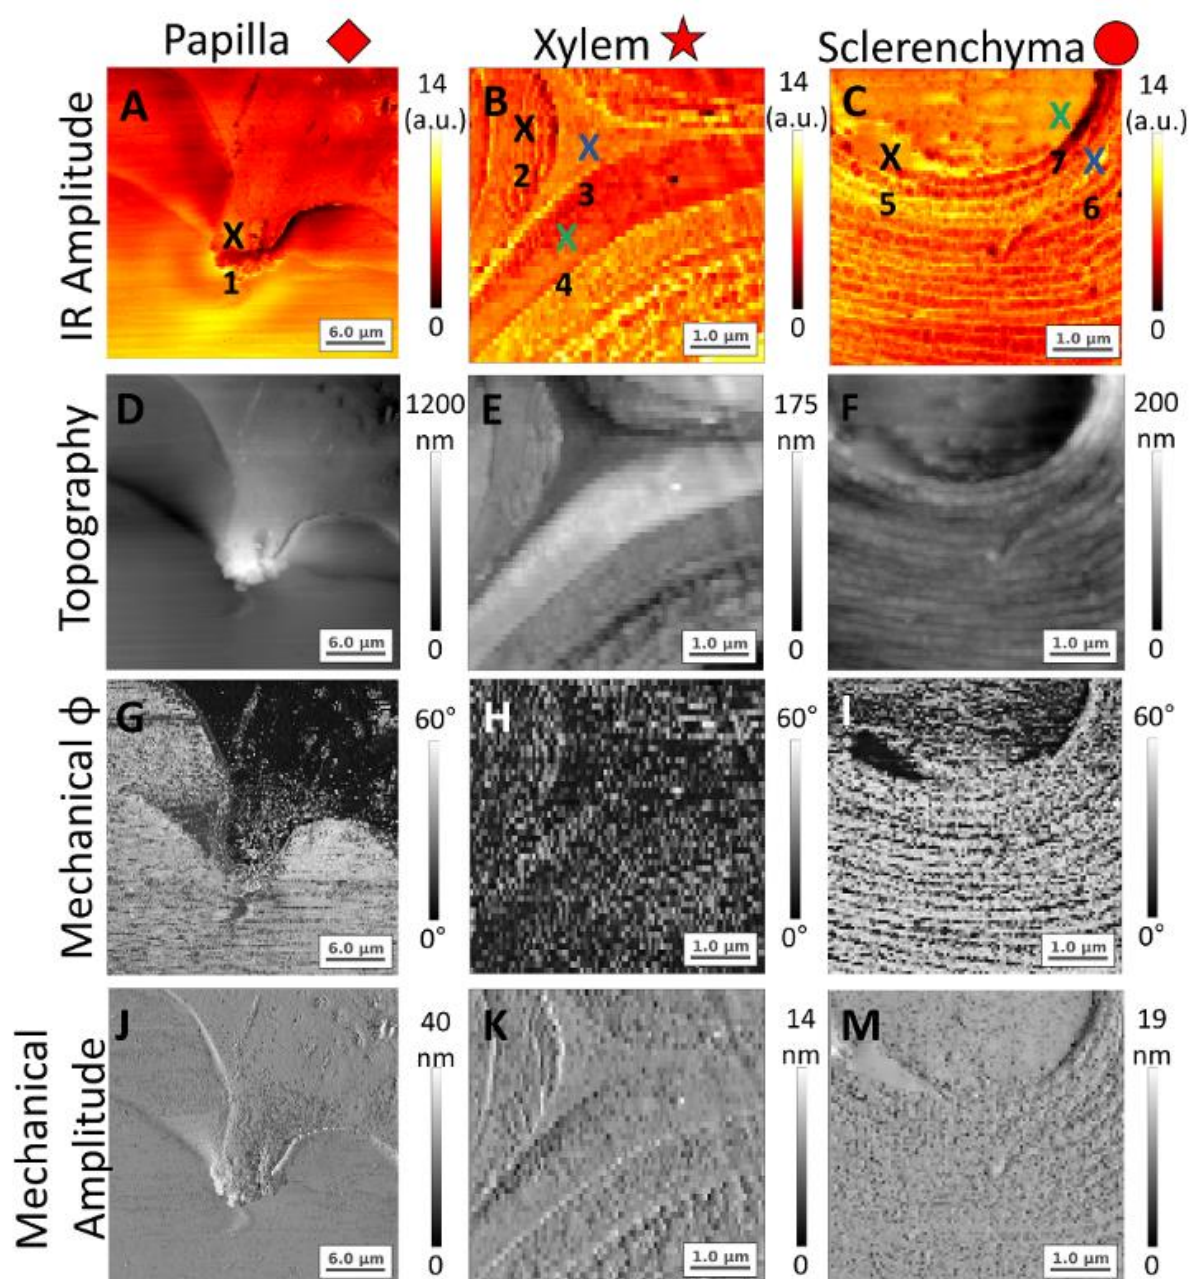 Papilla
Xylem
Sclerenchyma
IR Amplitude
A
1
14
(a.u.)
0
6.0 µm
B
2
3
4
X
X
X
14
(a.u.)
0
1.0 µm
C
X
X
X
5
6
7
14
(a.u.)
0
1.0 µm
X
Topography
D
1200
nm
0
6.0 µm
E
175
nm
0
1.0 µm
F
200
nm
0
1.0 µm
Mechanical ϕ
G
60°
0°
6.0 µm
H
60°
0°
1.0 µm
I
60°
0°
1.0 µm
Mechanical
Amplitude
J
40
nm
0
6.0 µm
K
14
nm
0
1.0 µm
M
19
nm
0
1.0 µm